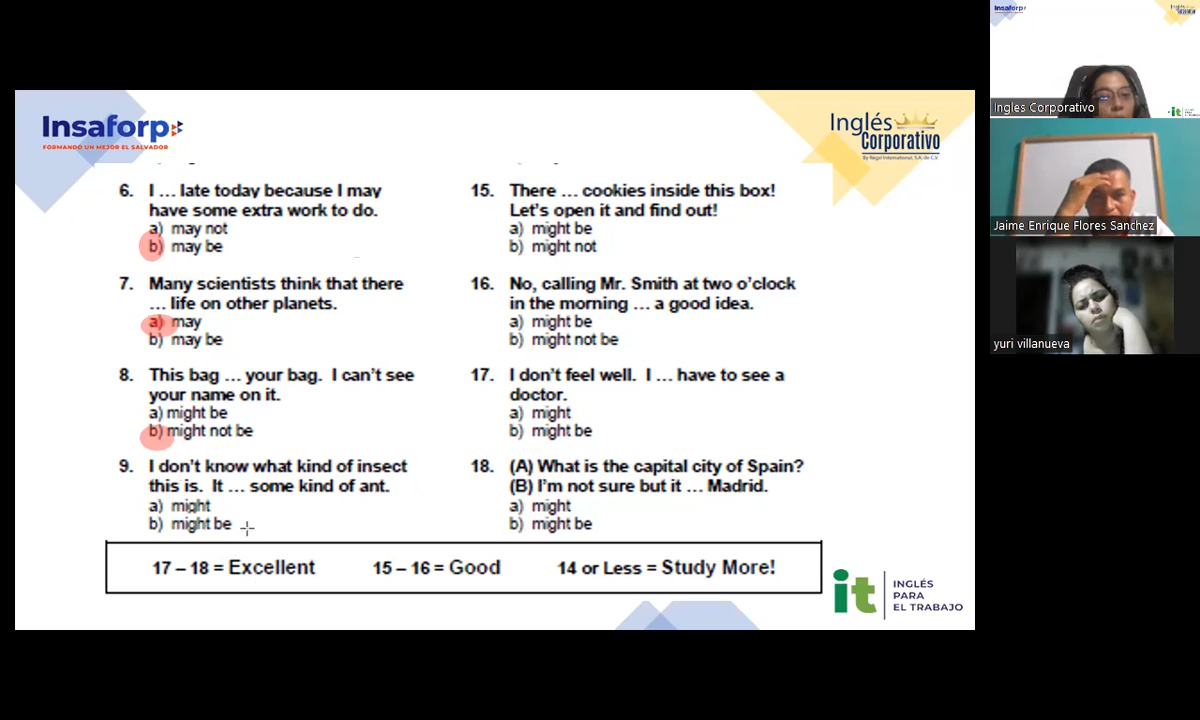 Insaforp
FORMANDO UN MEJOR EL SALVADOR
Inglés
Corporativo
By Regal International, S.A. de C.V.
6. I ... late today because I may
have some extra work to do.
a) may not
b) may be
7. Many scientists think that there
... life on other planets.
a) may
b) may be
8. This bag ... your bag. I can't see
your name on it.
a) might be
b) might not be
9. I don't know what kind of insect
this is. It ... some kind of ant.
a) might
b) might be
15. There ... cookies inside this box!
Let's open it and find out!
a) might be
b) might not
16. No, calling Mr. Smith at two o'clock
in the morning ... a good idea.
a) might be
b) might not be
17. I don't feel well. I ... have to see a
doctor.
a) might
b) might be
18. (A) What is the capital city of Spain?
(B) I'm not sure but it ... Madrid.
a) might
b) might be
17 – 18 = Excellent 15 – 16 = Good 14 or Less = Study More!
it INGLÉS
PARA
EL TRABAJO
Insaforp
Ingles Corporativo
it
Jaime Enrique Flores Sanchez
yuri villanueva